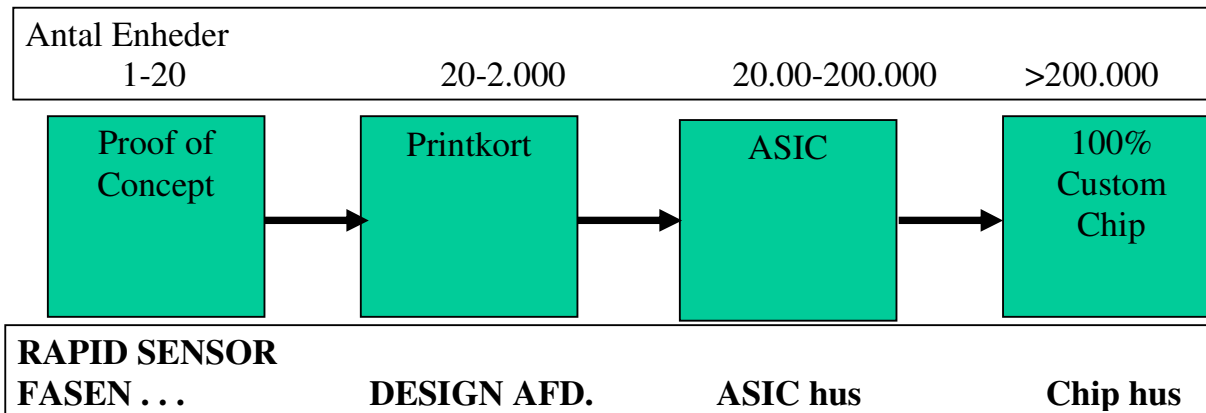 Antal Enheder
1-20 20-2.000 20.00-200.000 >200.000
Proof of
Concept
Printkort
ASIC
100%
Custom
Chip
RAPID SENSOR
FASEN . . . DESIGN AFD. ASIC hus Chip hus